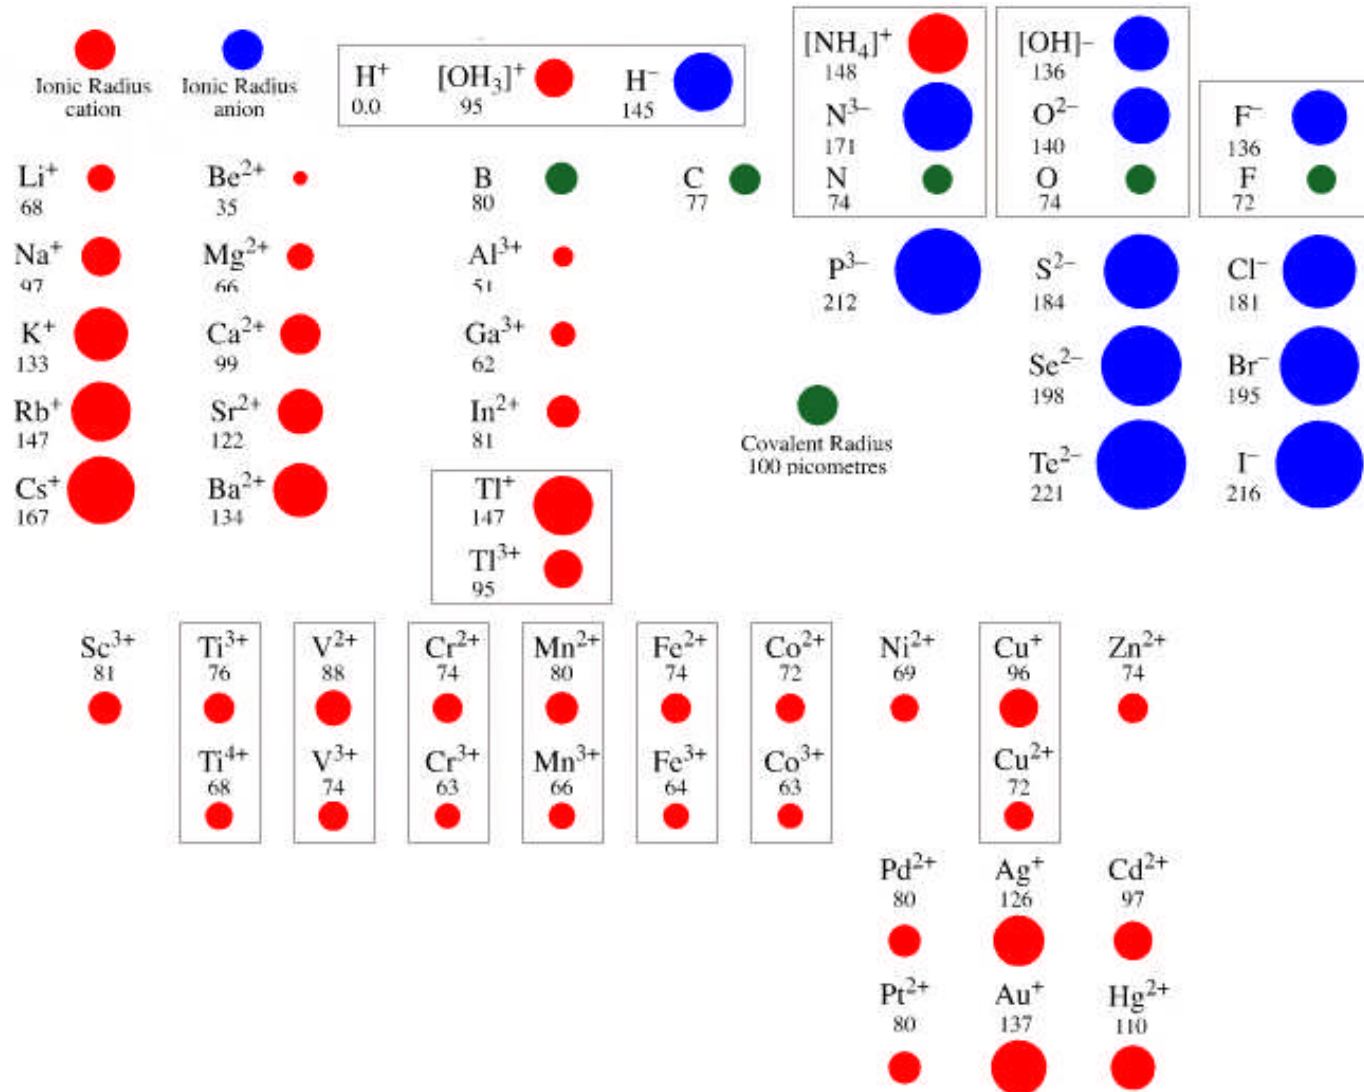 Ionic Radius
cation
Ionic Radius
anion
H⁺
0.0
[OH₃]⁺
95
H⁻
145
[NH₄]⁺
148
N³⁻
171
N
74
[OH]⁻
136
O²⁻
140
O
74
F⁻
136
F
72
Li⁺
68
Be²⁺
35
B
80
C
77
Na⁺
97
Mg²⁺
66
Al³⁺
51
P³⁻
212
S²⁻
184
Cl⁻
181
K⁺
133
Ca²⁺
99
Ga³⁺
62
Se²⁻
198
Br⁻
195
Rb⁺
147
Sr²⁺
122
In²⁺
81
Covalent Radius
100 picometres
Te²⁻
221
I⁻
216
Cs⁺
167
Ba²⁺
134
Tl⁺
147
Tl³⁺
95
Sc³⁺
81
Ti³⁺
76
Ti⁴⁺
68
V²⁺
88
V³⁺
74
Cr²⁺
74
Cr³⁺
63
Mn²⁺
80
Mn³⁺
66
Fe²⁺
74
Fe³⁺
64
Co²⁺
72
Co³⁺
63
Ni²⁺
69
Cu⁺
96
Cu²⁺
72
Zn²⁺
74
Pd²⁺
80
Ag⁺
126
Cd²⁺
97
Pt²⁺
80
Au⁺
137
Hg²⁺
110